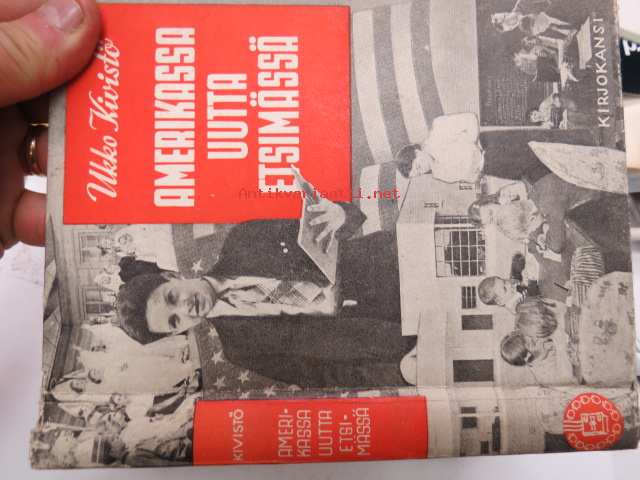 Ukko Kivistö
AMERIKASSA
UUTTA
ETSIMÄSSÄ
KIRJOKANSI
Antikvariaatti.net
KIVISTÖ
AMERI-
KASSA
UUTTA
ETSI-
MÄSSÄ